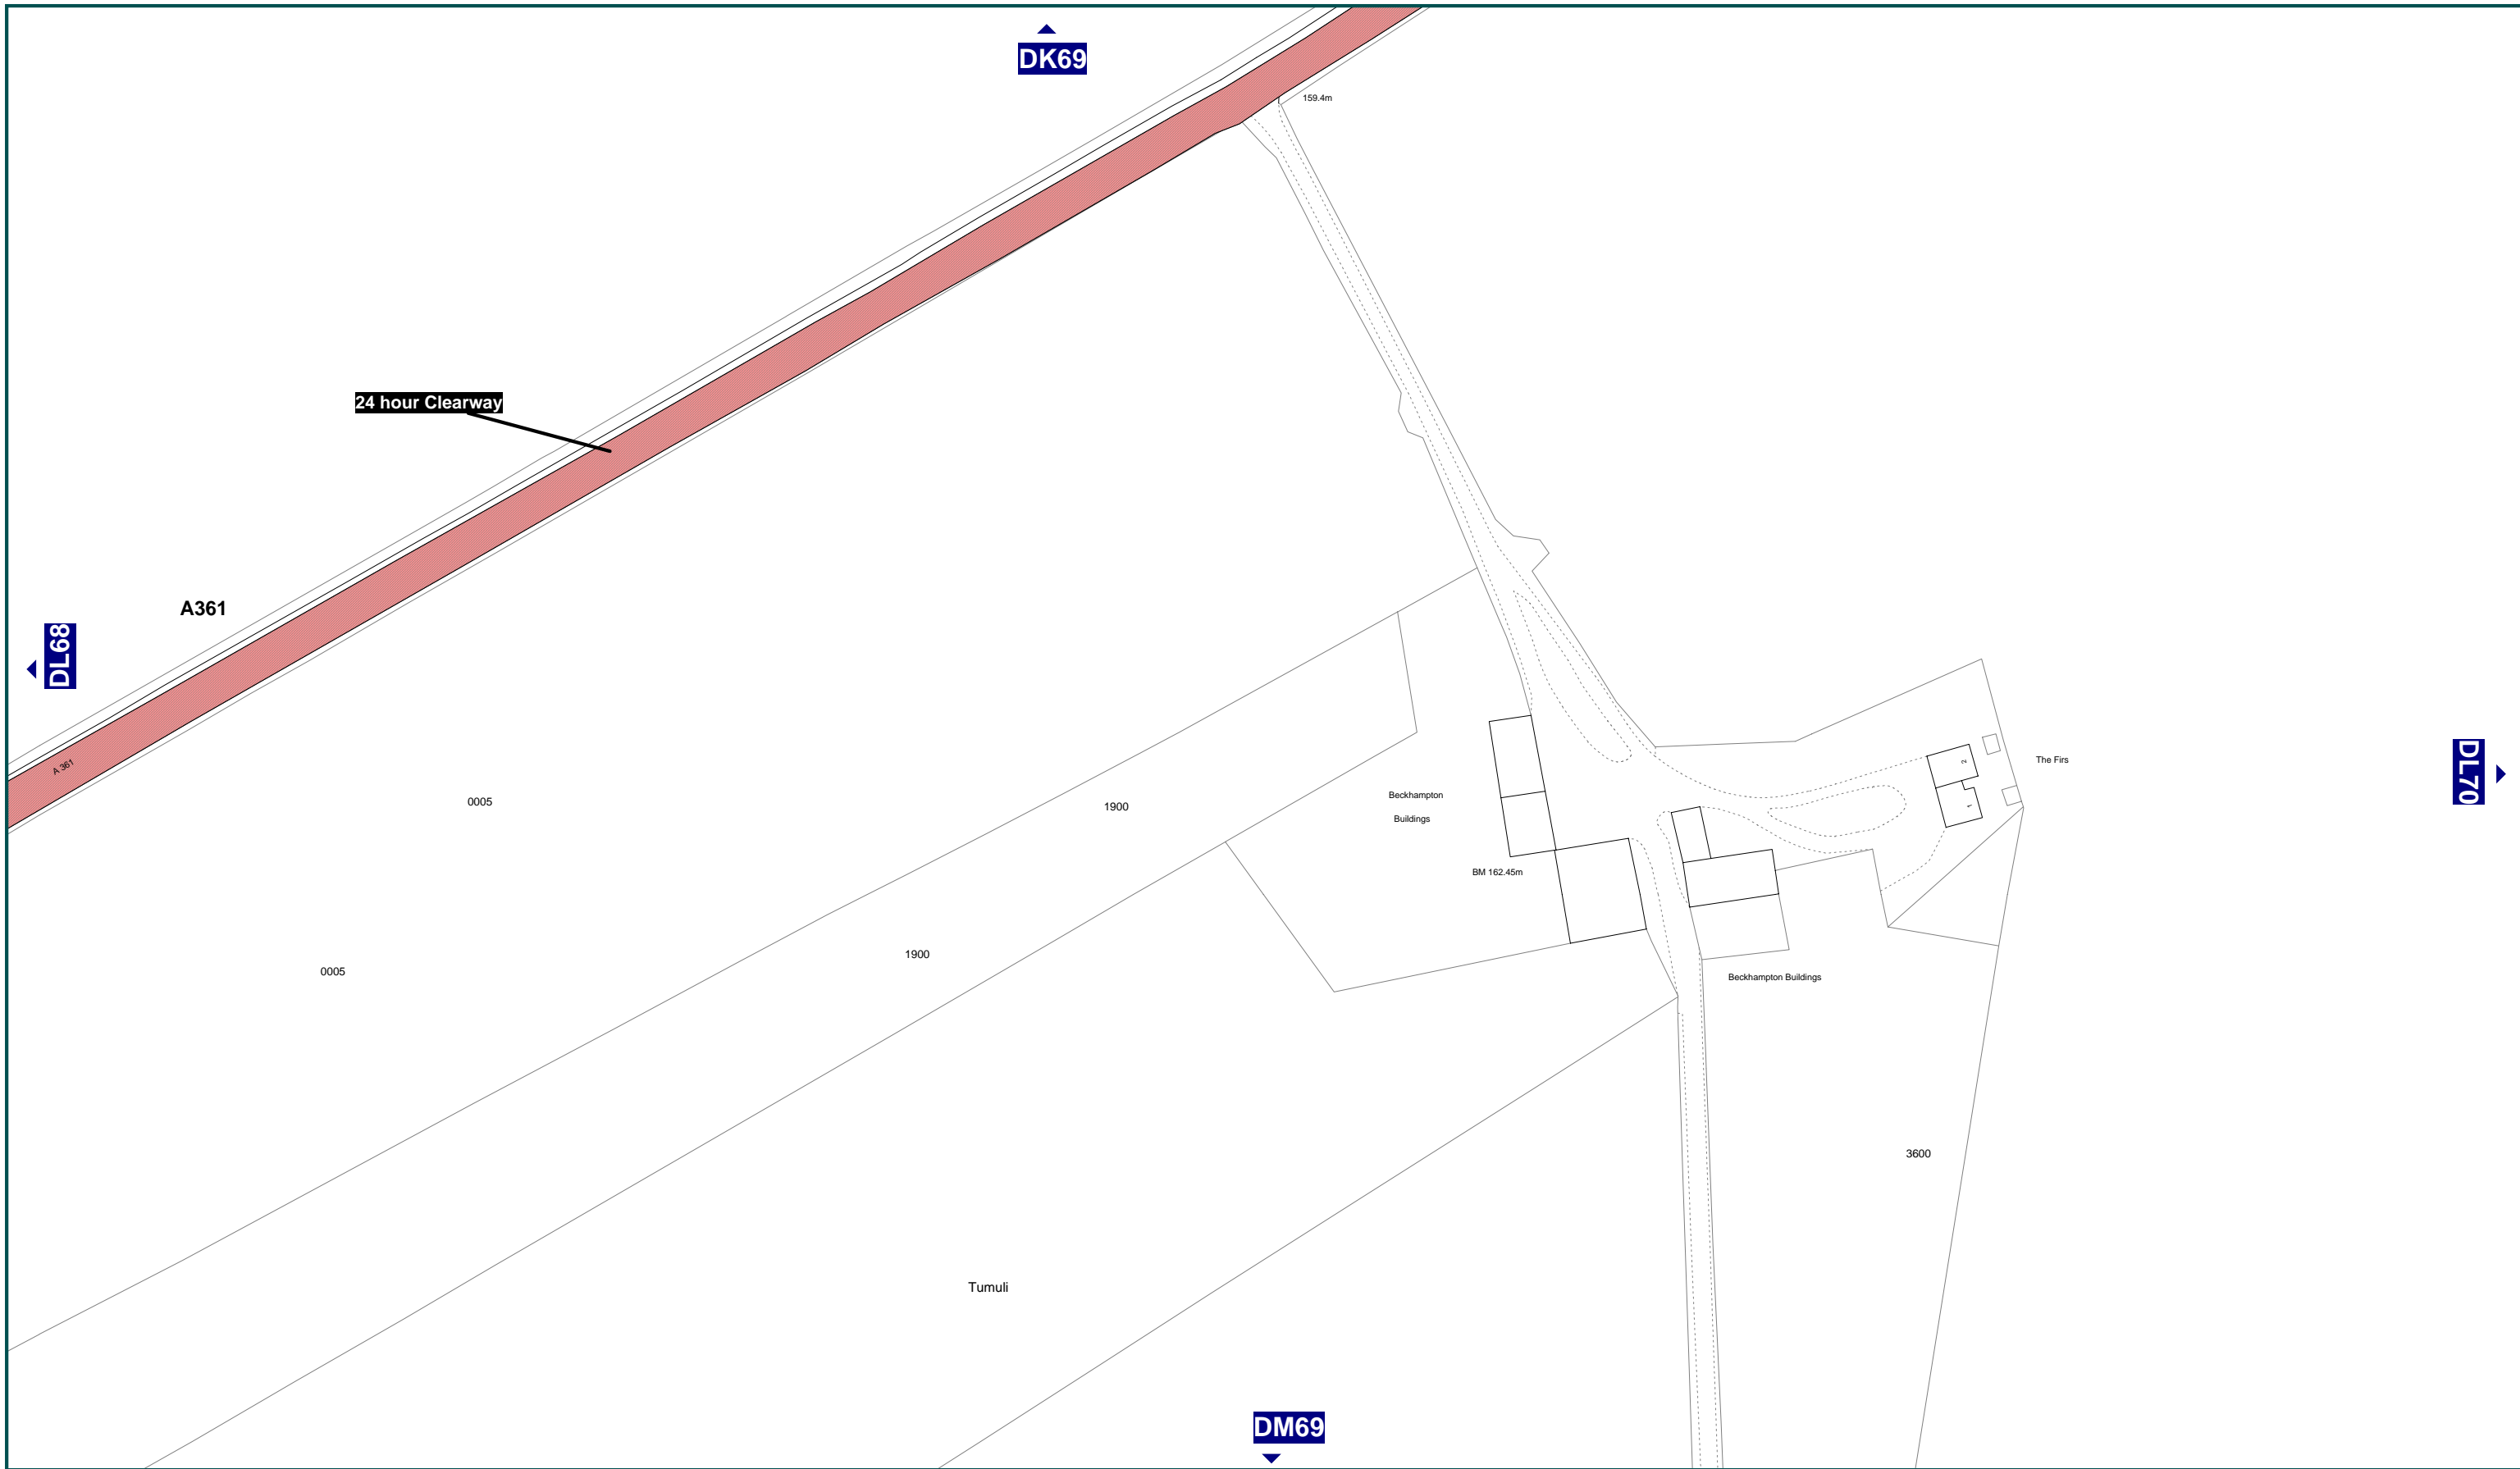 DK69
159.4m
24 hour Clearway
A361
DL68
A 361
The Firs
DL70
2
1
0005
1900
Beckhampton
Buildings
BM 162.45m
1900
0005
Beckhampton Buildings
3600
Tumuli
DM69